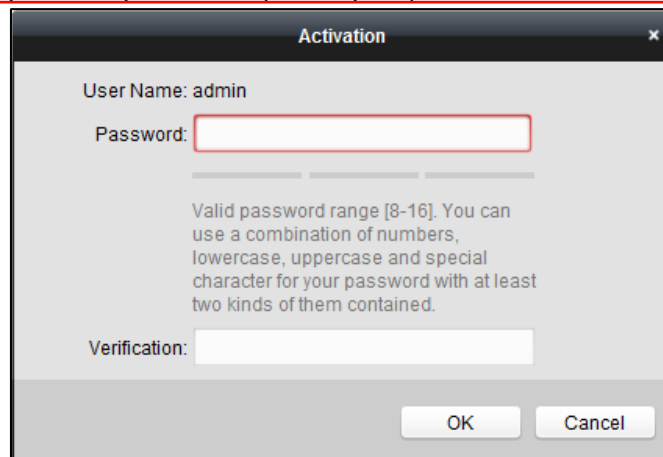 Activation ×
User Name: admin
Password:
Valid password range [8-16]. You can
use a combination of numbers,
lowercase, uppercase and special
character for your password with at least
two kinds of them contained.
Verification:
OK Cancel